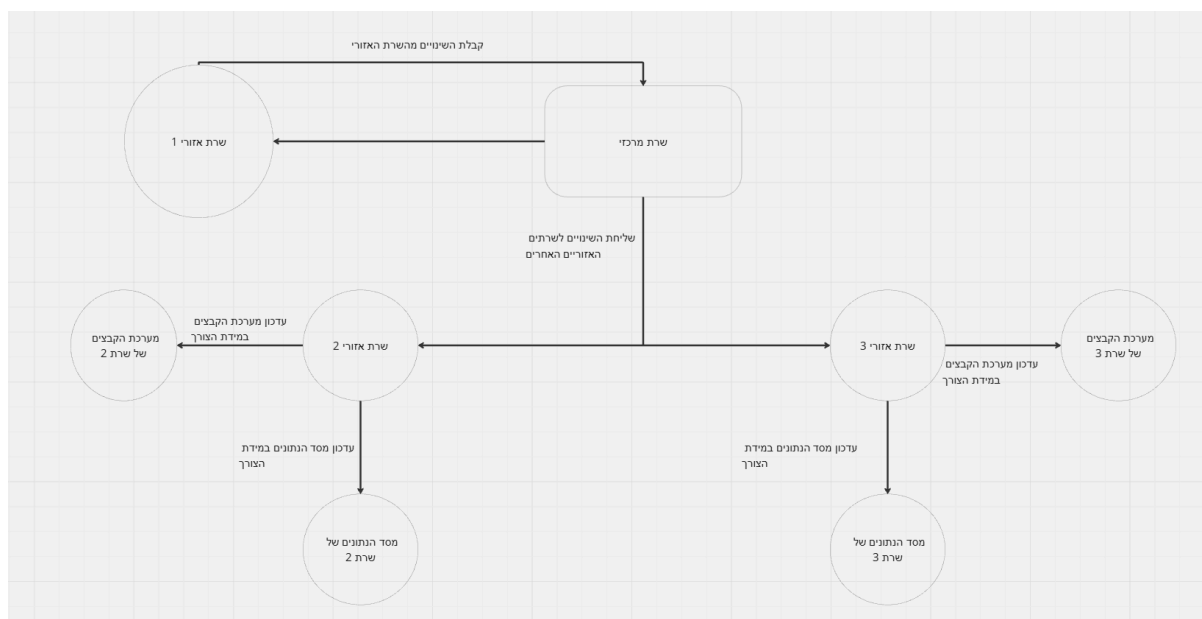 קבלת השינויים מהשרת האזורי
שרת מרכזי
שרת אזורי 1
שליחת השינויים לשרתים
האזוריים האחרים
שרת אזורי 3
עדכון מערכת הקבצים
במידת הצורך
מערכת הקבצים
של שרת 3
שרת אזורי 2
עדכון מערכת הקבצים
במידת הצורך
מערכת הקבצים
של שרת 2
עדכון מסד הנתונים במידת
הצורך
מסד הנתונים של
שרת 3
עדכון מסד הנתונים במידת
הצורך
מסד הנתונים של
שרת 2